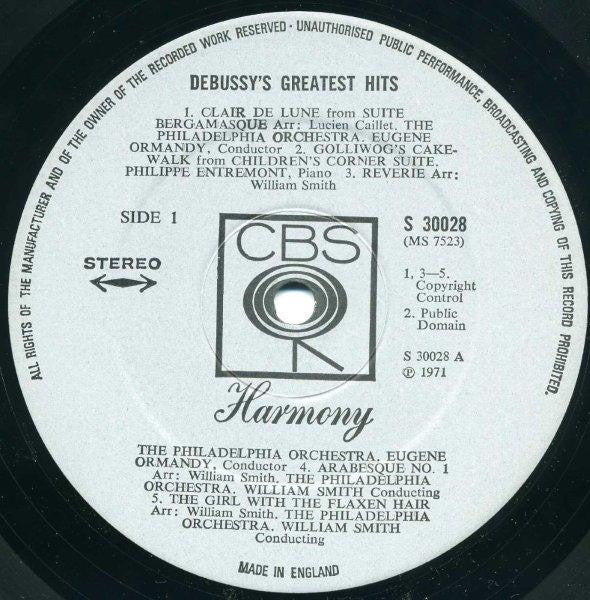 ALL RIGHTS OF THE MANUFACTURER AND OF THE OWNER OF THE RECORDED WORK RESERVED · UNAUTHORISED PUBLIC PERFORMANCE, BROADCASTING AND COPYING OF THIS RECORD PROHIBITED.
DEBUSSY'S GREATEST HITS
1. CLAIR DE LUNE from SUITE
BERGAMASQUE Arr: Lucien Caillet. THE
PHILADELPHIA ORCHESTRA. EUGENE
ORMANDY, Conductor 2. GOLLIWOG'S CAKE-
WALK from CHILDREN'S CORNER SUITE.
PHILIPPE ENTREMONT, Piano 3. REVERIE Arr:
William Smith
SIDE 1
STEREO
CBS
S 30028
(MS 7523)
1, 3—5.
Copyright
Control
2. Public
Domain
S 30028 A
℗ 1971
Harmony
THE PHILADELPHIA ORCHESTRA. EUGENE
ORMANDY, Conductor 4. ARABESQUE NO. 1
Arr: William Smith. THE PHILADELPHIA
ORCHESTRA. WILLIAM SMITH Conducting
5. THE GIRL WITH THE FLAXEN HAIR
Arr: William Smith. THE PHILADELPHIA
ORCHESTRA. WILLIAM SMITH
Conducting
MADE IN ENGLAND